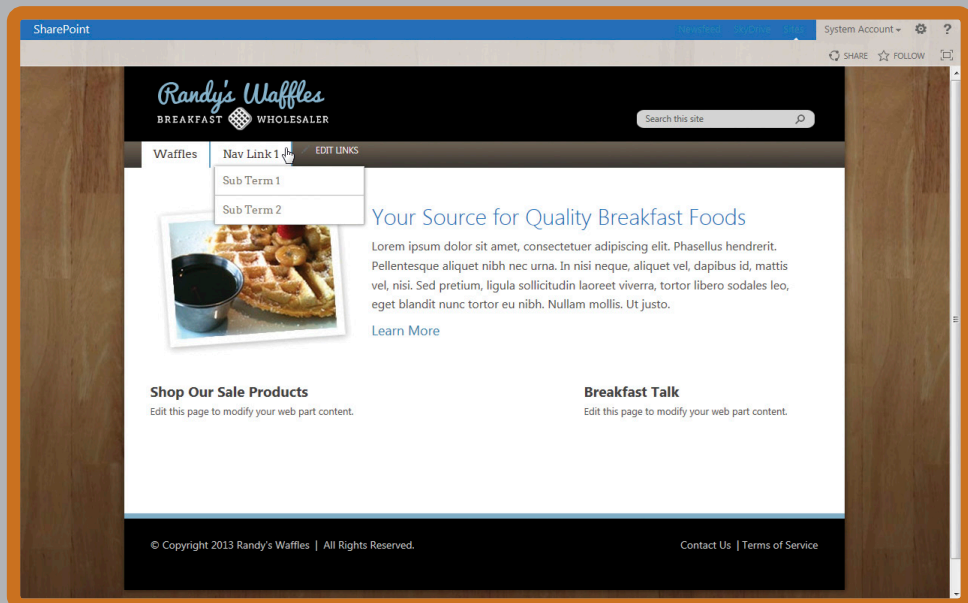 SharePoint
Newsfeed SkyDrive Sites
System Account
?
SHARE
FOLLOW
Randy's Waffles
BREAKFAST WHOLESALER
Search this site
Waffles
Nav Link 1
EDIT LINKS
Sub Term 1
Sub Term 2
Your Source for Quality Breakfast Foods
Lorem ipsum dolor sit amet, consectetuer adipiscing elit. Phasellus hendrerit.
Pellentesque aliquet nibh nec urna. In nisi neque, aliquet vel, dapibus id, mattis
vel, nisi. Sed pretium, ligula sollicitudin laoreet viverra, tortor libero sodales leo,
eget blandit nunc tortor eu nibh. Nullam mollis. Ut justo.
Learn More
Shop Our Sale Products
Edit this page to modify your web part content.
Breakfast Talk
Edit this page to modify your web part content.
© Copyright 2013 Randy's Waffles | All Rights Reserved.
Contact Us | Terms of Service